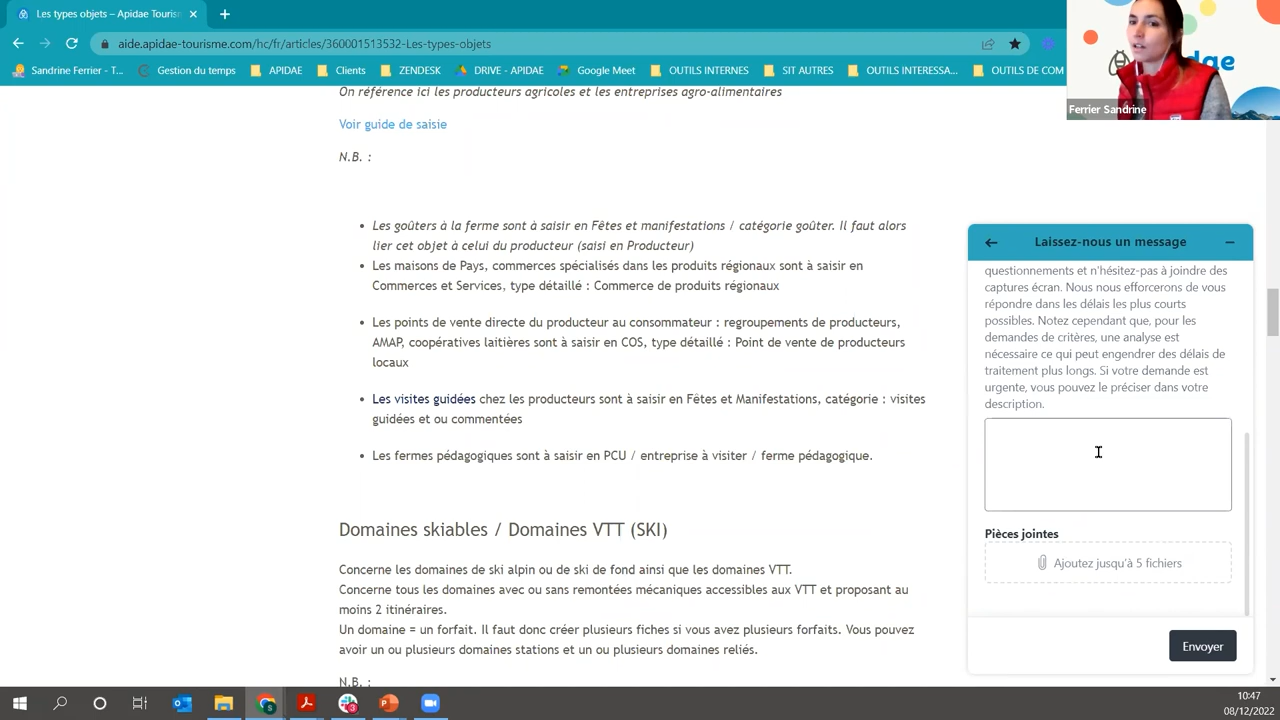 Les types objets – Apidae Tourism
aide.apidae-tourisme.com/hc/fr/articles/360001513532-Les-types-objets
Sandrine Ferrier - T... Gestion du temps APIDAE Clients ZENDESK DRIVE - APIDAE Google Meet OUTILS INTERNES SIT AUTRES OUTILS INTERESSA... OUTILS DE COM
Ferrier Sandrine
On référence ici les producteurs agricoles et les entreprises agro-alimentaires
Voir guide de saisie
N.B. :
• Les goûters à la ferme sont à saisir en Fêtes et manifestations / catégorie goûter. Il faut alors
lier cet objet à celui du producteur (saisi en Producteur)
• Les maisons de Pays, commerces spécialisés dans les produits régionaux sont à saisir en
Commerces et Services, type détaillé : Commerce de produits régionaux
• Les points de vente directe du producteur au consommateur : regroupements de producteurs,
AMAP, coopératives laitières sont à saisir en COS, type détaillé : Point de vente de producteurs
locaux
• Les visites guidées chez les producteurs sont à saisir en Fêtes et Manifestations, catégorie : visites
guidées et ou commentées
• Les fermes pédagogiques sont à saisir en PCU / entreprise à visiter / ferme pédagogique.
Domaines skiables / Domaines VTT (SKI)
Concerne les domaines de ski alpin ou de ski de fond ainsi que les domaines VTT.
Concerne tous les domaines avec ou sans remontées mécaniques accessibles aux VTT et proposant au
moins 2 itinéraires.
Un domaine = un forfait. Il faut donc créer plusieurs fiches si vous avez plusieurs forfaits. Vous pouvez
avoir un ou plusieurs domaines stations et un ou plusieurs domaines reliés.
N.B. :
Laissez-nous un message
questionnements et n'hésitez-pas à joindre des
captures écran. Nous nous efforcerons de vous
répondre dans les délais les plus courts
possibles. Notez cependant que, pour les
demandes de critères, une analyse est
nécessaire ce qui peut engendrer des délais de
traitement plus longs. Si votre demande est
urgente, vous pouvez le préciser dans votre
description.
Pièces jointes
Ajoutez jusqu'à 5 fichiers
Envoyer
10:47
08/12/2022